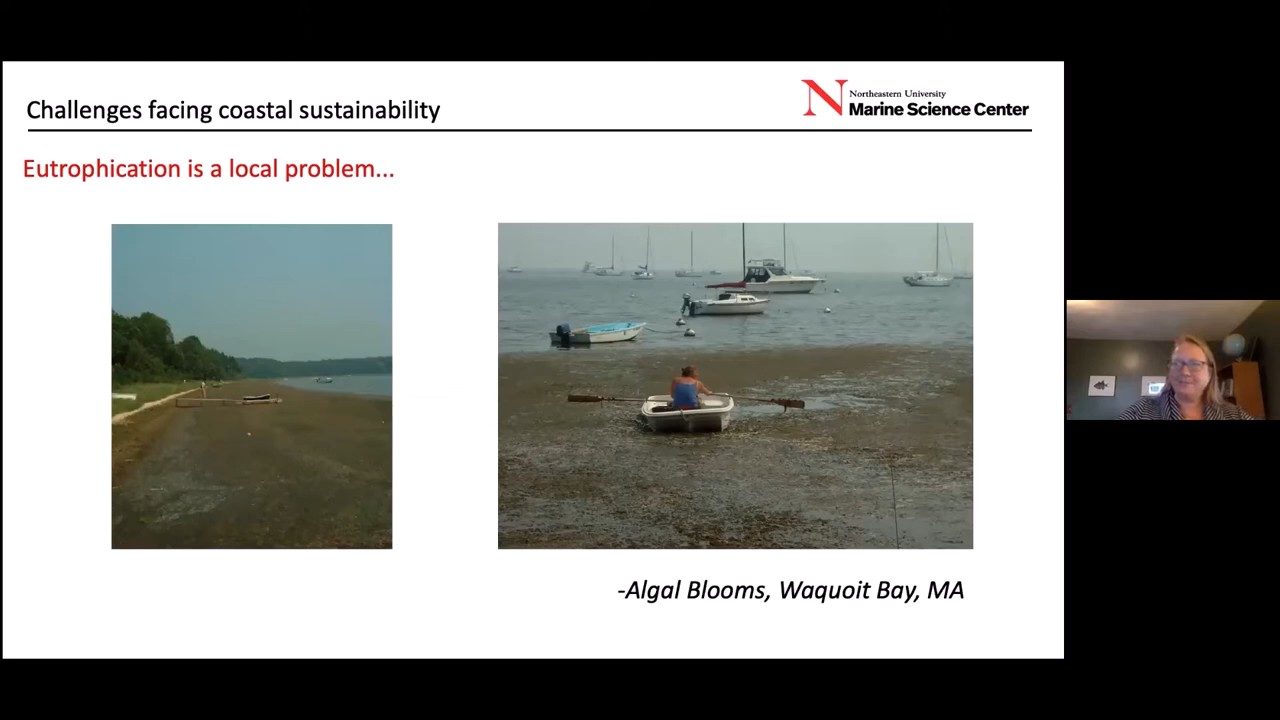 Challenges facing coastal sustainability
N Northeastern University
Marine Science Center
Eutrophication is a local problem...
-Algal Blooms, Waquoit Bay, MA